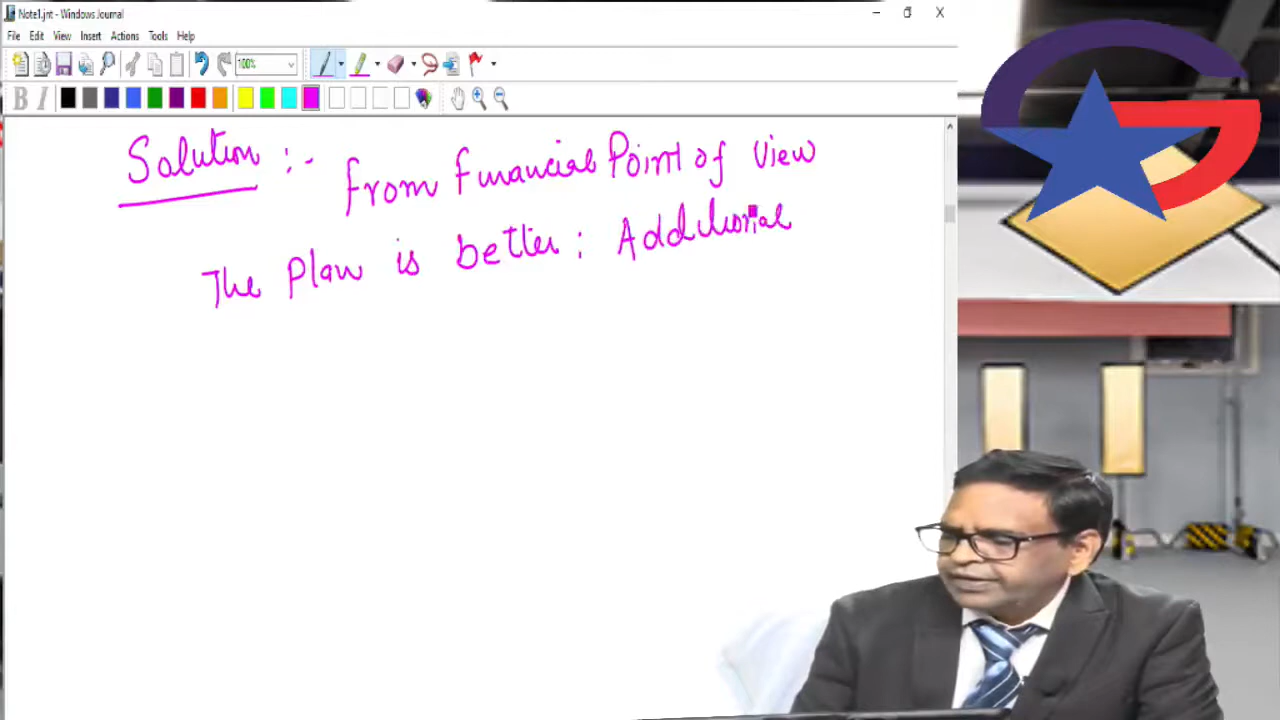 Note1.jnt - Windows Journal
File Edit View Insert Actions Tools Help
100%
B I
Solution :- From Financial Point of View
The Plan is better : Additional